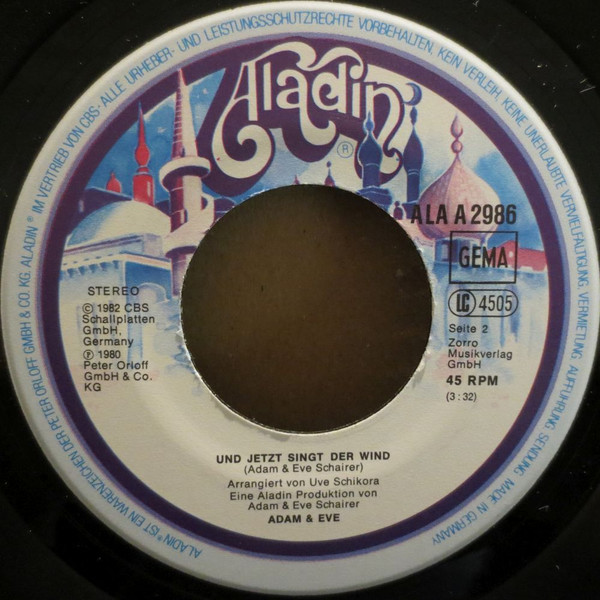 Aladin
®
ALA A 2986
GEMA
LC 4505
Seite 2
Zorro
Musikverlag
GmbH
45 RPM
(3:32)
STEREO
© 1982 CBS
Schallplatten
GmbH,
Germany
℗ 1980
Peter Orloff
GmbH & Co.
KG
UND JETZT SINGT DER WIND
(Adam & Eve Schairer)
Arrangiert von Uve Schikora
Eine Aladin Produktion von
Adam & Eve Schairer
ADAM & EVE
ALADIN® IST EIN WARENZEICHEN DER PETER ORLOFF GMBH & CO. KG. ALADIN® IM VERTRIEB VON CBS-ALLE URHEBER- UND LEISTUNGSSCHUTZRECHTE VORBEHALTEN. KEIN VERLEIH, KEINE UNERLAUBTE VERVIELFÄLTIGUNG, VERMIETUNG, AUFFÜHRUNG, SENDUNG. MADE IN GERMANY